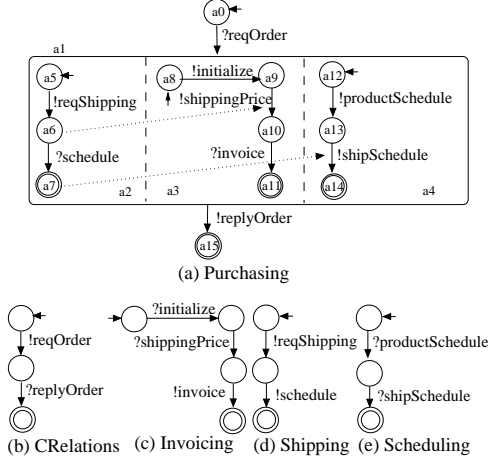 a0
?reqOrder
a1
a5
a8
!initialize
a9
a12
!reqShipping
!shippingPrice
!productSchedule
a6
a10
a13
?schedule
?invoice
!shipSchedule
a7
a2
a3
a11
a14
a4
!replyOrder
a15
(a) Purchasing
?initialize
!reqOrder
?shippingPrice
!reqShipping
?productSchedule
?replyOrder
!invoice
!schedule
?shipSchedule
(b) CRelations
(c) Invoicing
(d) Shipping
(e) Scheduling